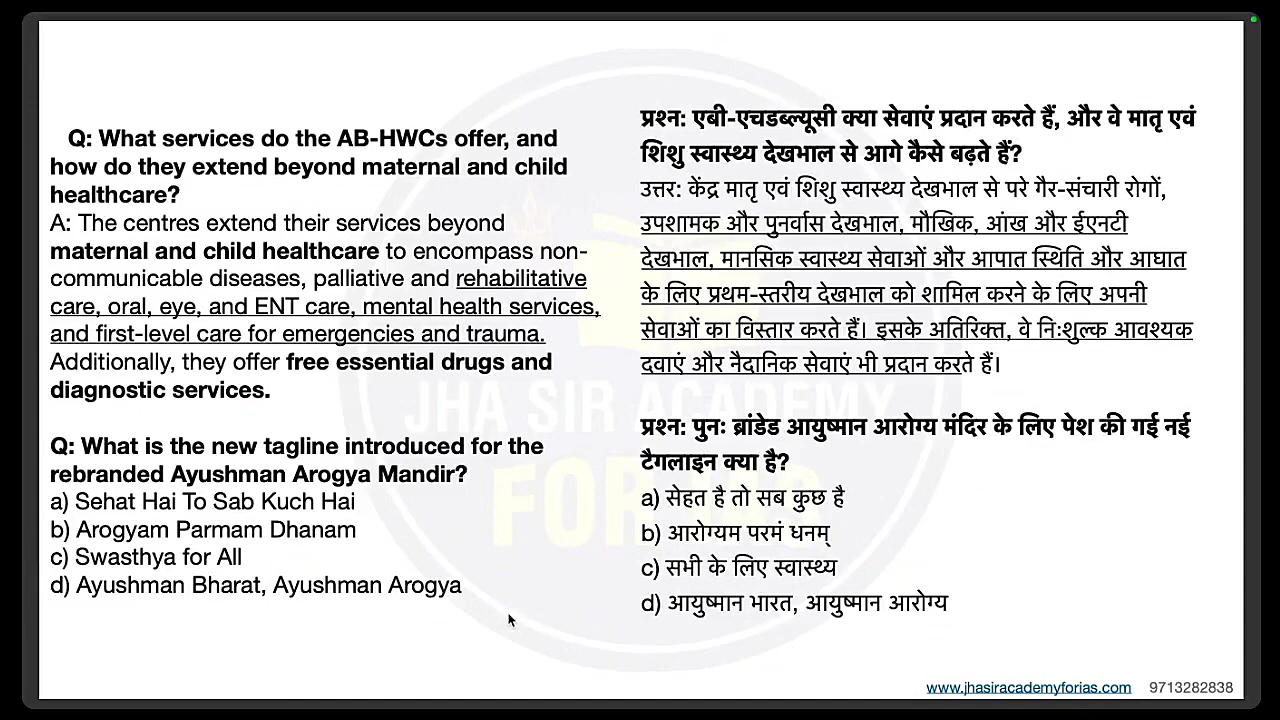 Q: What services do the AB-HWCs offer, and
how do they extend beyond maternal and child
healthcare?
A: The centres extend their services beyond
maternal and child healthcare to encompass non-
communicable diseases, palliative and rehabilitative
care, oral, eye, and ENT care, mental health services,
and first-level care for emergencies and trauma.
Additionally, they offer free essential drugs and
diagnostic services.
Q: What is the new tagline introduced for the
rebranded Ayushman Arogya Mandir?
a) Sehat Hai To Sab Kuch Hai
b) Arogyam Parmam Dhanam
c) Swasthya for All
d) Ayushman Bharat, Ayushman Arogya
प्रश्न: एबी-एचडब्ल्यूसी क्या सेवाएं प्रदान करते हैं, और वे मातृ एवं
शिशु स्वास्थ्य देखभाल से आगे कैसे बढ़ते हैं?
उत्तर: केंद्र मातृ एवं शिशु स्वास्थ्य देखभाल से परे गैर-संचारी रोगों,
उपशामक और पुनर्वास देखभाल, मौखिक, आंख और ईएनटी
देखभाल, मानसिक स्वास्थ्य सेवाओं और आपात स्थिति और आघात
के लिए प्रथम-स्तरीय देखभाल को शामिल करने के लिए अपनी
सेवाओं का विस्तार करते हैं। इसके अतिरिक्त, वे निःशुल्क आवश्यक
दवाएं और नैदानिक सेवाएं भी प्रदान करते हैं।
प्रश्न: पुनः ब्रांडेड आयुष्मान आरोग्य मंदिर के लिए पेश की गई नई
टैगलाइन क्या है?
a) सेहत है तो सब कुछ है
b) आरोग्यम परमं धनम्
c) सभी के लिए स्वास्थ्य
d) आयुष्मान भारत, आयुष्मान आरोग्य
JHA SIR ACADEMY
FOR IAS
www.jhasiracademyforias.com 9713282838